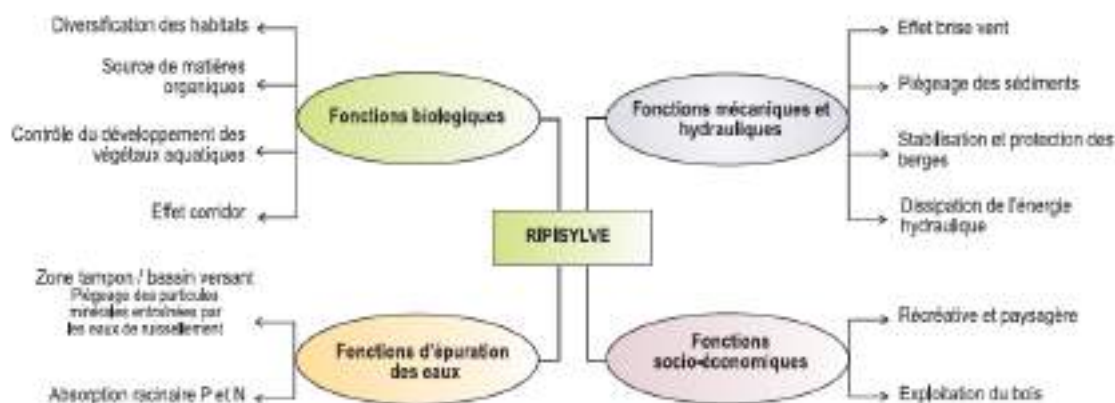 Diversification des habitats
Source de matières
organiques
Contrôle du développement des
végétaux aquatiques
Effet corridor
Fonctions biologiques
Fonctions mécaniques et
hydrauliques
Effet brise vent
Piégeage des sédiments
Stabilisation et protection des
berges
Dissipation de l'énergie
hydraulique
RIPISYLVE
Zone tampon / bassin versant
Piégeage des particules
minérales entraînées par
les eaux de ruissellement
Absorption racinaire P et N
Fonctions d'épuration
des eaux
Fonctions
socio-économiques
Récréative et paysagère
Exploitation du bois